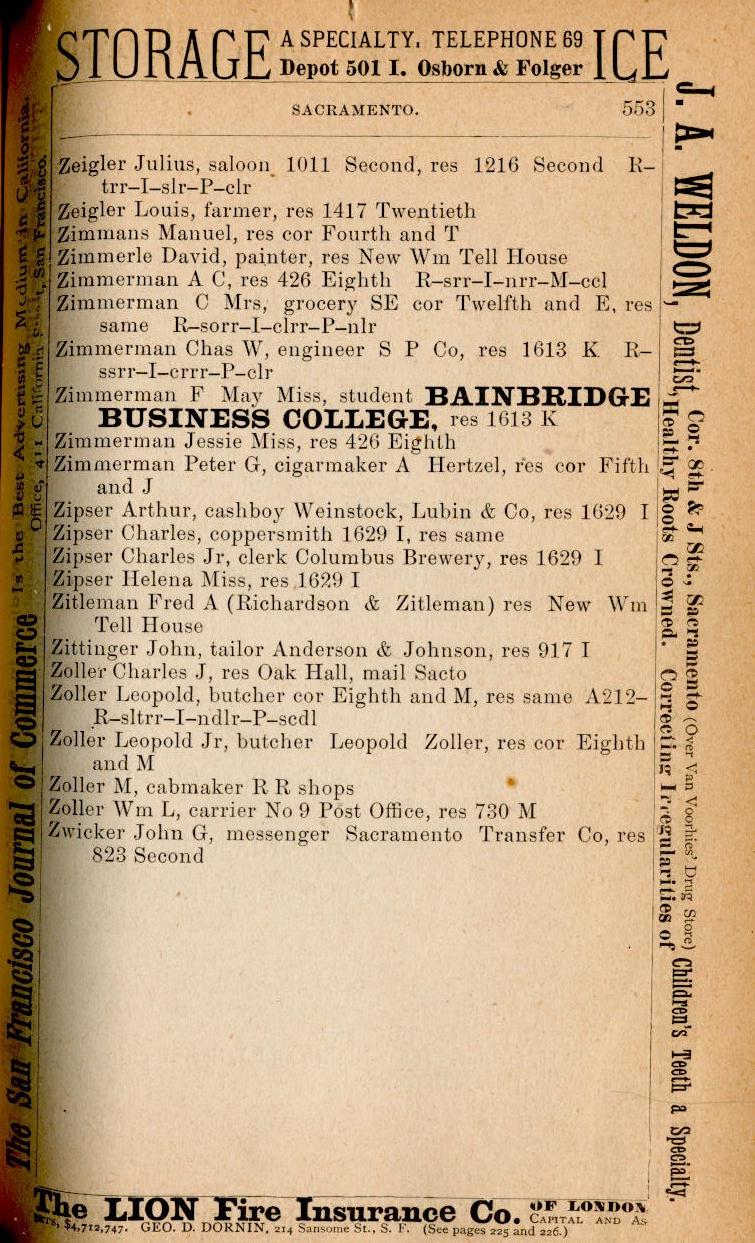 STORAGE A SPECIALTY. TELEPHONE 69 ICE
Depot 501 I. Osborn & Folger
SACRAMENTO. 553
Zeigler Julius, saloon 1011 Second, res 1216 Second R–
trr–I–slr–P–clr
Zeigler Louis, farmer, res 1417 Twentieth
Zimmans Manuel, res cor Fourth and T
Zimmerle David, painter, res New Wm Tell House
Zimmerman A C, res 426 Eighth R–srr–I–nrr–M–ccl
Zimmerman C Mrs, grocery SE cor Twelfth and E, res
same R–sorr–I–clrr–P–nlr
Zimmerman Chas W, engineer S P Co, res 1613 K R–
ssrr–I–crrr–P–clr
Zimmerman F May Miss, student BAINBRIDGE
BUSINESS COLLEGE, res 1613 K
Zimmerman Jessie Miss, res 426 Eighth
Zimmerman Peter G, cigarmaker A Hertzel, res cor Fifth
and J
Zipser Arthur, cashboy Weinstock, Lubin & Co, res 1629 I
Zipser Charles, coppersmith 1629 I, res same
Zipser Charles Jr, clerk Columbus Brewery, res 1629 I
Zipser Helena Miss, res 1629 I
Zitleman Fred A (Richardson & Zitleman) res New Wm
Tell House
Zittinger John, tailor Anderson & Johnson, res 917 I
Zoller Charles J, res Oak Hall, mail Sacto
Zoller Leopold, butcher cor Eighth and M, res same A212–
R–sltrr–I–ndlr–P–scdl
Zoller Leopold Jr, butcher Leopold Zoller, res cor Eighth
and M
Zoller M, cabmaker R R shops
Zoller Wm L, carrier No 9 Post Office, res 730 M
Zwicker John G, messenger Sacramento Transfer Co, res
823 Second
The San Francisco Journal of Commerce Is the Best Advertising Medium in California.
Office, 411 California San Francisco.
J. A. WELDON, Dentist, Cor. 8th & J Sts., Sacramento (Over Van Voorhies' Drug Store) Children's Teeth a Specialty.
Healthy Roots Crowned. Correcting Irregularities of
The LION Fire Insurance Co. OF LONDON
CAPITAL AND AS
$4,712,747. GEO. D. DORNIN, 214 Sansome St., S. F. (See pages 225 and 226.)